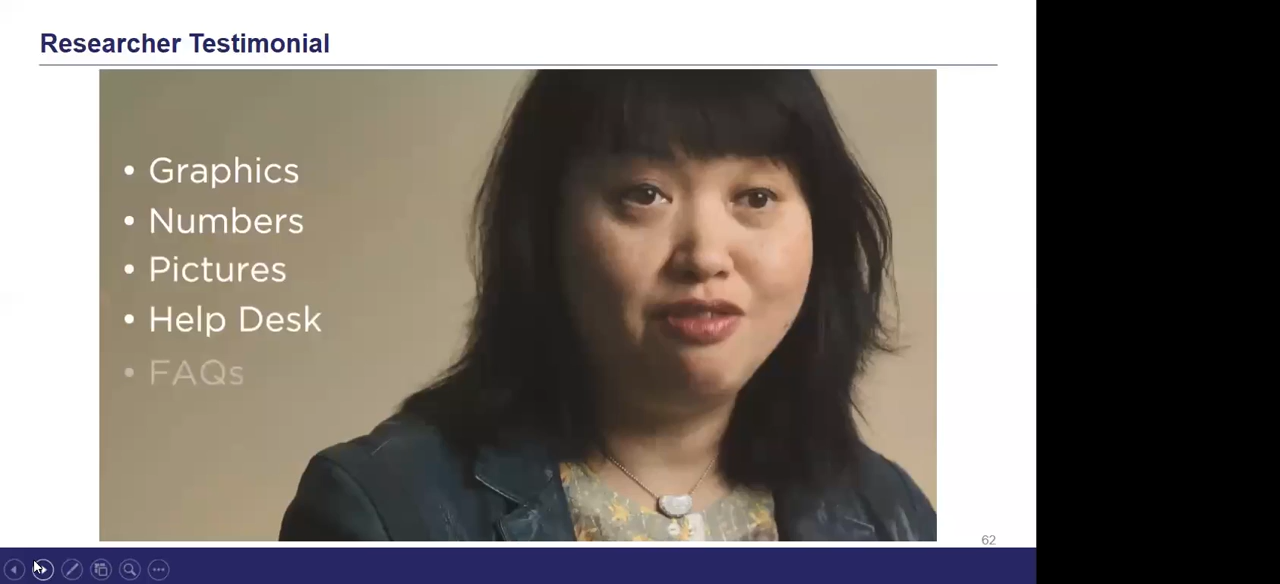 Researcher Testimonial
• Graphics
• Numbers
• Pictures
• Help Desk
• FAQs
62